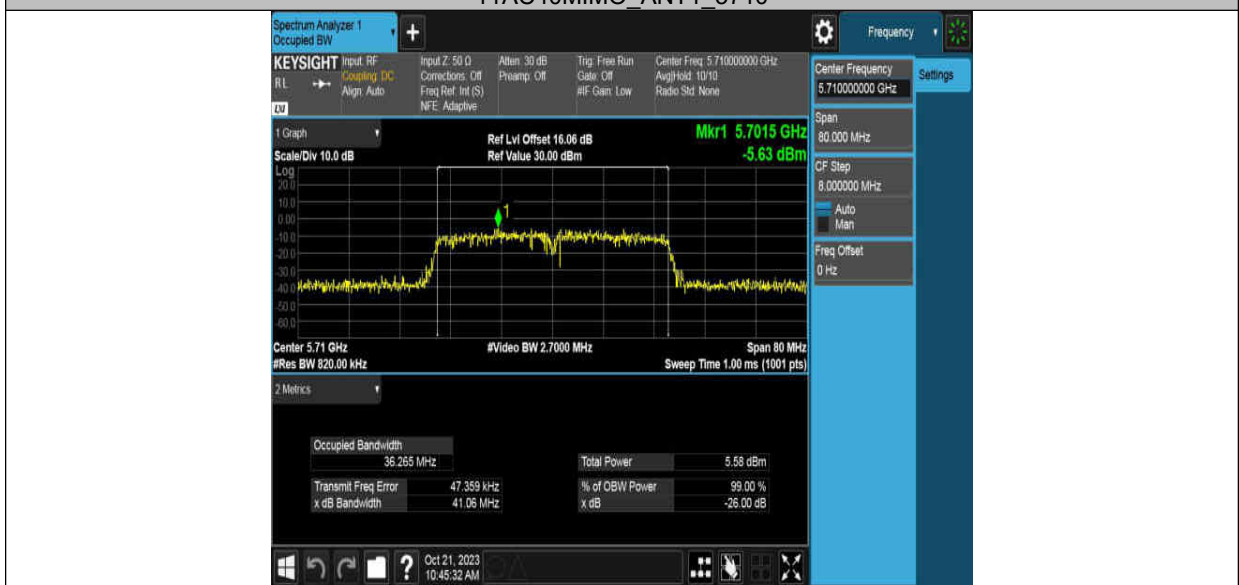 Spectrum Analyzer 1
Occupied BW
+
Frequency
KEYSIGHT
RL
LXI
Input: RF
Coupling: DC
Align: Auto
Input Z: 50 Ω
Corrections: Off
Freq Ref: Int (S)
NFE: Adaptive
Atten: 30 dB
Preamp: Off
Trig: Free Run
Gate: Off
#IF Gain: Low
Center Freq: 5.710000000 GHz
Avg|Hold: 10/10
Radio Std: None
Center Frequency
5.710000000 GHz
Settings
Span
80.000 MHz
CF Step
8.000000 MHz
Auto
Man
Freq Offset
0 Hz
1 Graph
Scale/Div 10.0 dB
Ref Lvl Offset 16.06 dB
Ref Value 30.00 dBm
Mkr1 5.7015 GHz
-5.63 dBm
Log
20.0
10.0
0.00
-10.0
-20.0
-30.0
-40.0
-50.0
-60.0
1
Center 5.71 GHz
#Res BW 820.00 kHz
#Video BW 2.7000 MHz
Span 80 MHz
Sweep Time 1.00 ms (1001 pts)
2 Metrics
Occupied Bandwidth
36.265 MHz
Total Power 5.58 dBm
Transmit Freq Error 47.359 kHz
% of OBW Power 99.00 %
x dB Bandwidth 41.06 MHz
x dB -26.00 dB
?
Oct 21, 2023
10:45:32 AM